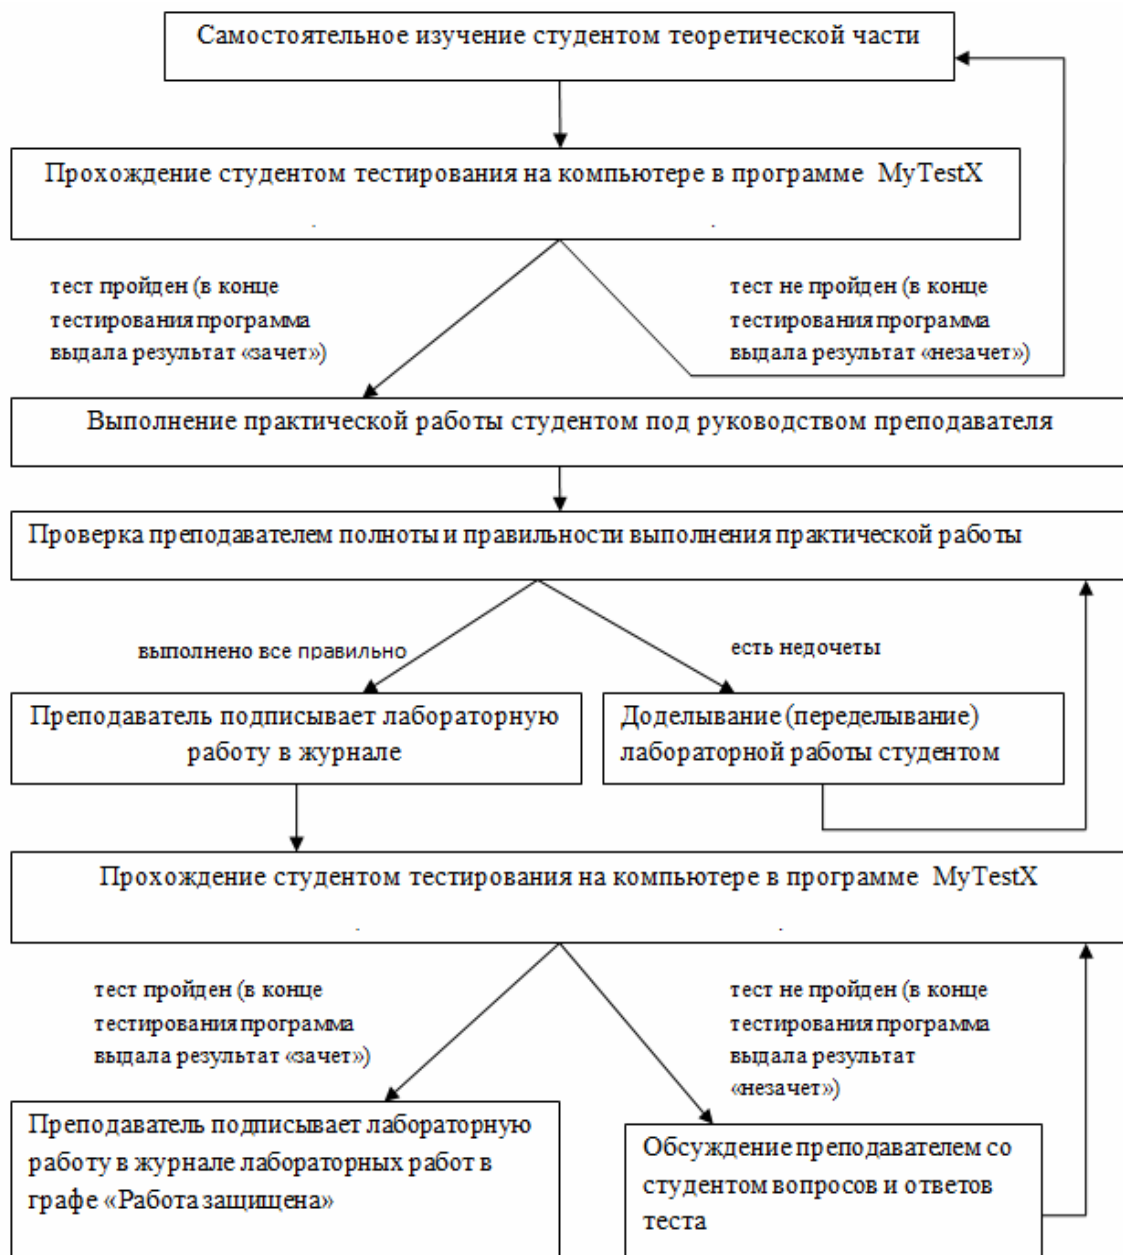 Самостоятельное изучение студентом теоретической части
Прохождение студентом тестирования на компьютере в программе MyTestX
тест пройден (в конце
тестирования программа
выдала результат «зачет»)
тест не пройден (в конце
тестирования программа
выдала результат «незачет»)
Выполнение практической работы студентом под руководством преподавателя
Проверка преподавателем полноты и правильности выполнения практической работы
выполнено все правильно
есть недочеты
Преподаватель подписывает лабораторную
работу в журнале
Доделывание (переделывание)
лабораторной работы студентом
Прохождение студентом тестирования на компьютере в программе MyTestX
тест пройден (в конце
тестирования программа
выдала результат «зачет»)
тест не пройден (в конце
тестирования программа
выдала результат
«незачет»)
Преподаватель подписывает лабораторную
работу в журнале лабораторных работ в
графе «Работа защищена»
Обсуждение преподавателем со
студентом вопросов и ответов
теста